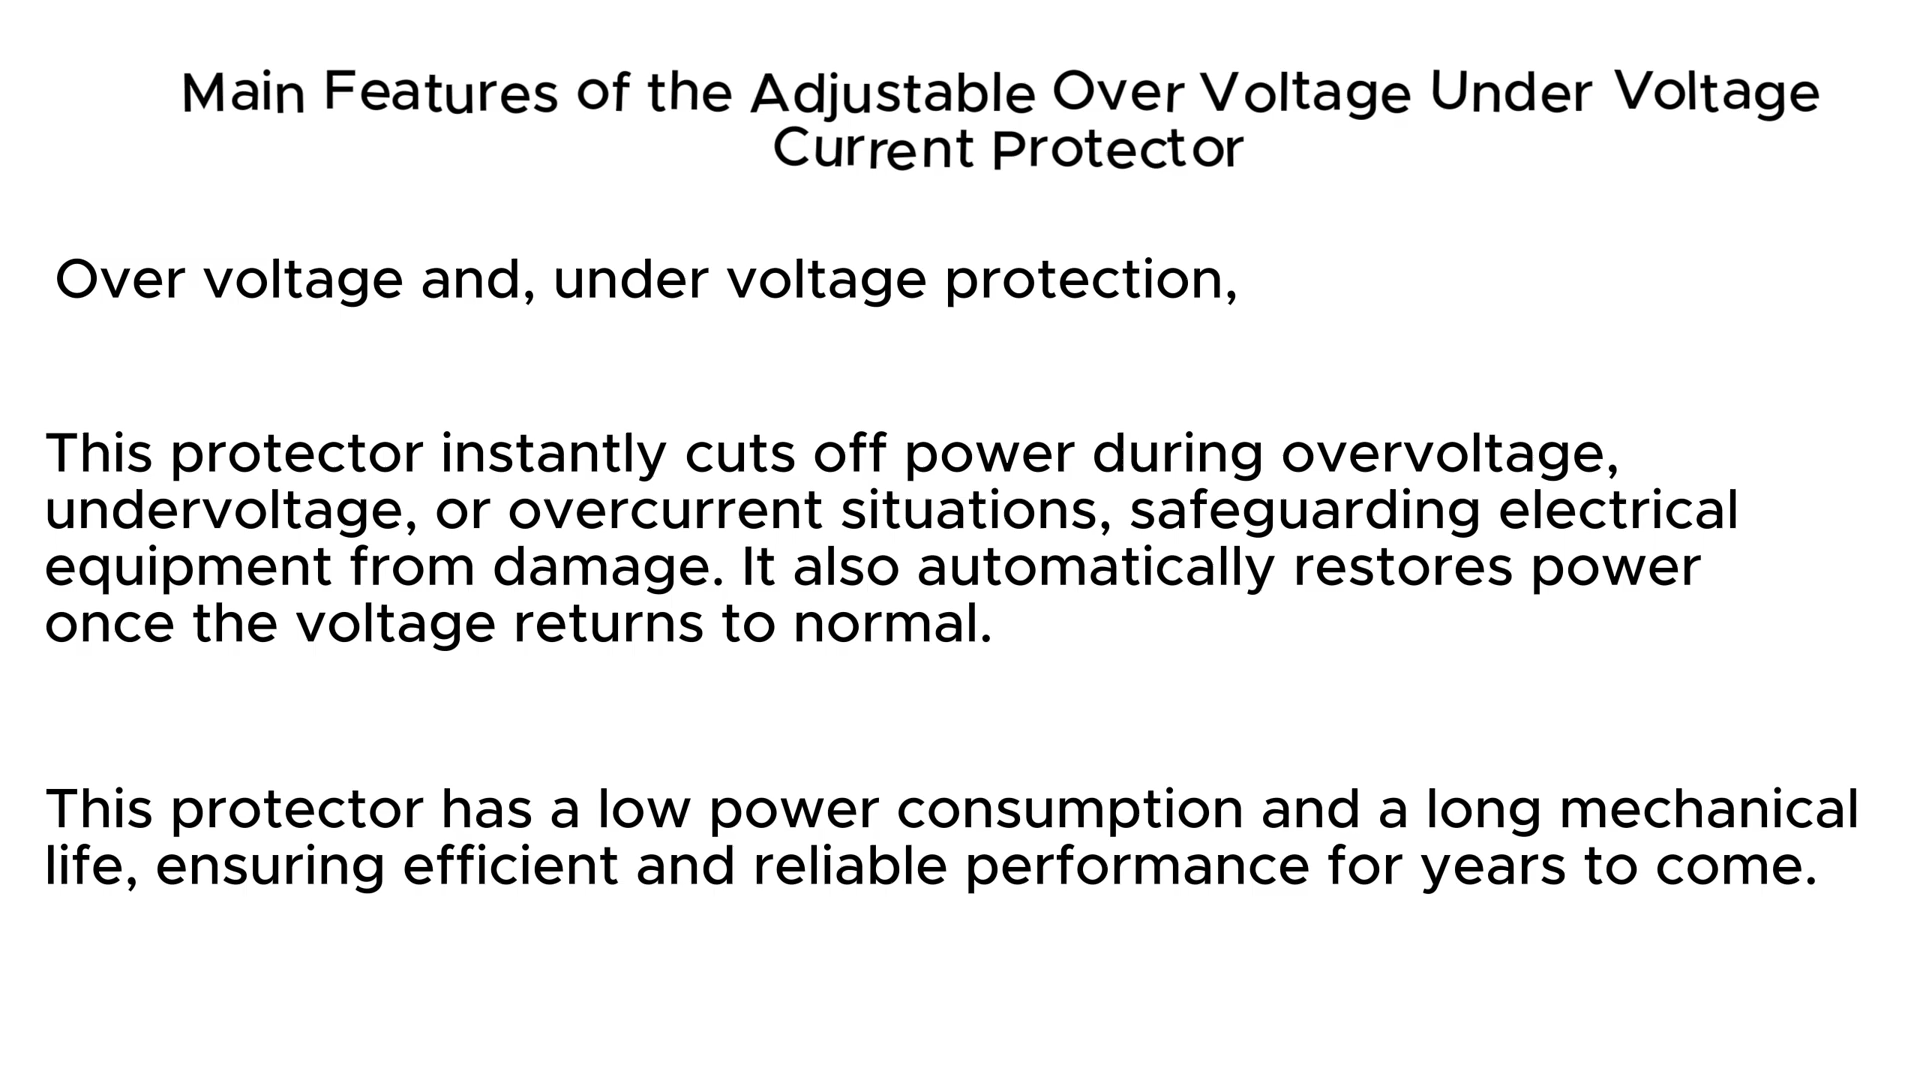 Main Features of the Adjustable Over Voltage Under Voltage
Current Protector
Over voltage and, under voltage protection,
This protector instantly cuts off power during overvoltage,
undervoltage, or overcurrent situations, safeguarding electrical
equipment from damage. It also automatically restores power
once the voltage returns to normal.
This protector has a low power consumption and a long mechanical
life, ensuring efficient and reliable performance for years to come.